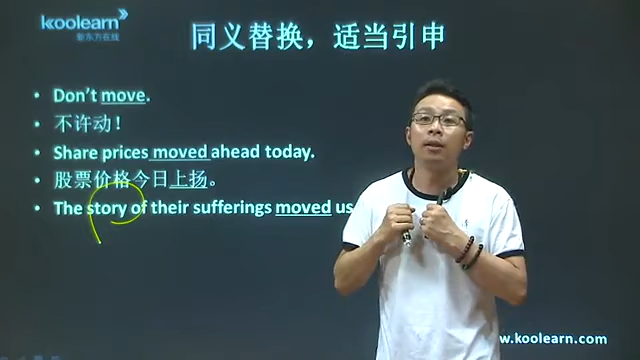 koolearn
新东方在线
同义替换，适当引申
• Don't move.
• 不许动！
• Share prices moved ahead today.
• 股票价格今日上扬。
• The story of their sufferings moved us
w.koolearn.com